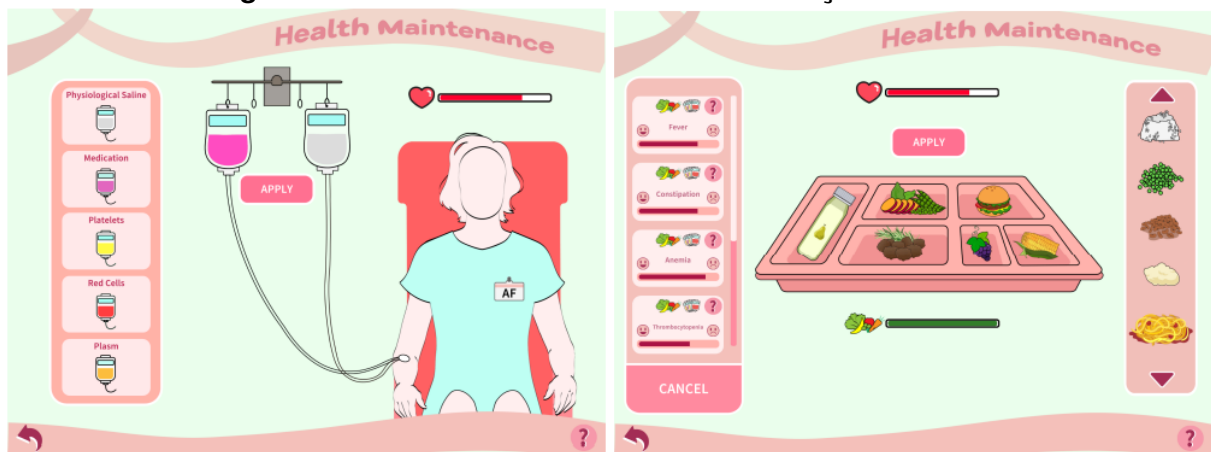 Health Maintenance
Physiological Saline
Medication
Platelets
Red Cells
Plasm
APPLY
AF
?
Health Maintenance
?
Fever
?
Constipation
?
Anemia
?
Thrombocytopenia
CANCEL
APPLY
?